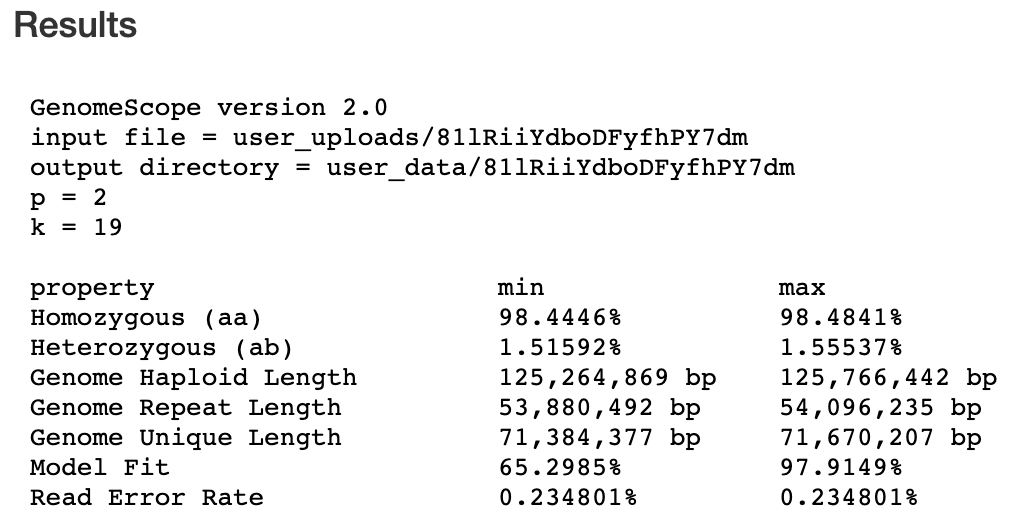 Results
GenomeScope version 2.0
input file = user_uploads/81lRiiYdboDFyfhPY7dm
output directory = user_data/81lRiiYdboDFyfhPY7dm
p = 2
k = 19
property min max
Homozygous (aa) 98.4446% 98.4841%
Heterozygous (ab) 1.51592% 1.55537%
Genome Haploid Length 125,264,869 bp 125,766,442 bp
Genome Repeat Length 53,880,492 bp 54,096,235 bp
Genome Unique Length 71,384,377 bp 71,670,207 bp
Model Fit 65.2985% 97.9149%
Read Error Rate 0.234801% 0.234801%